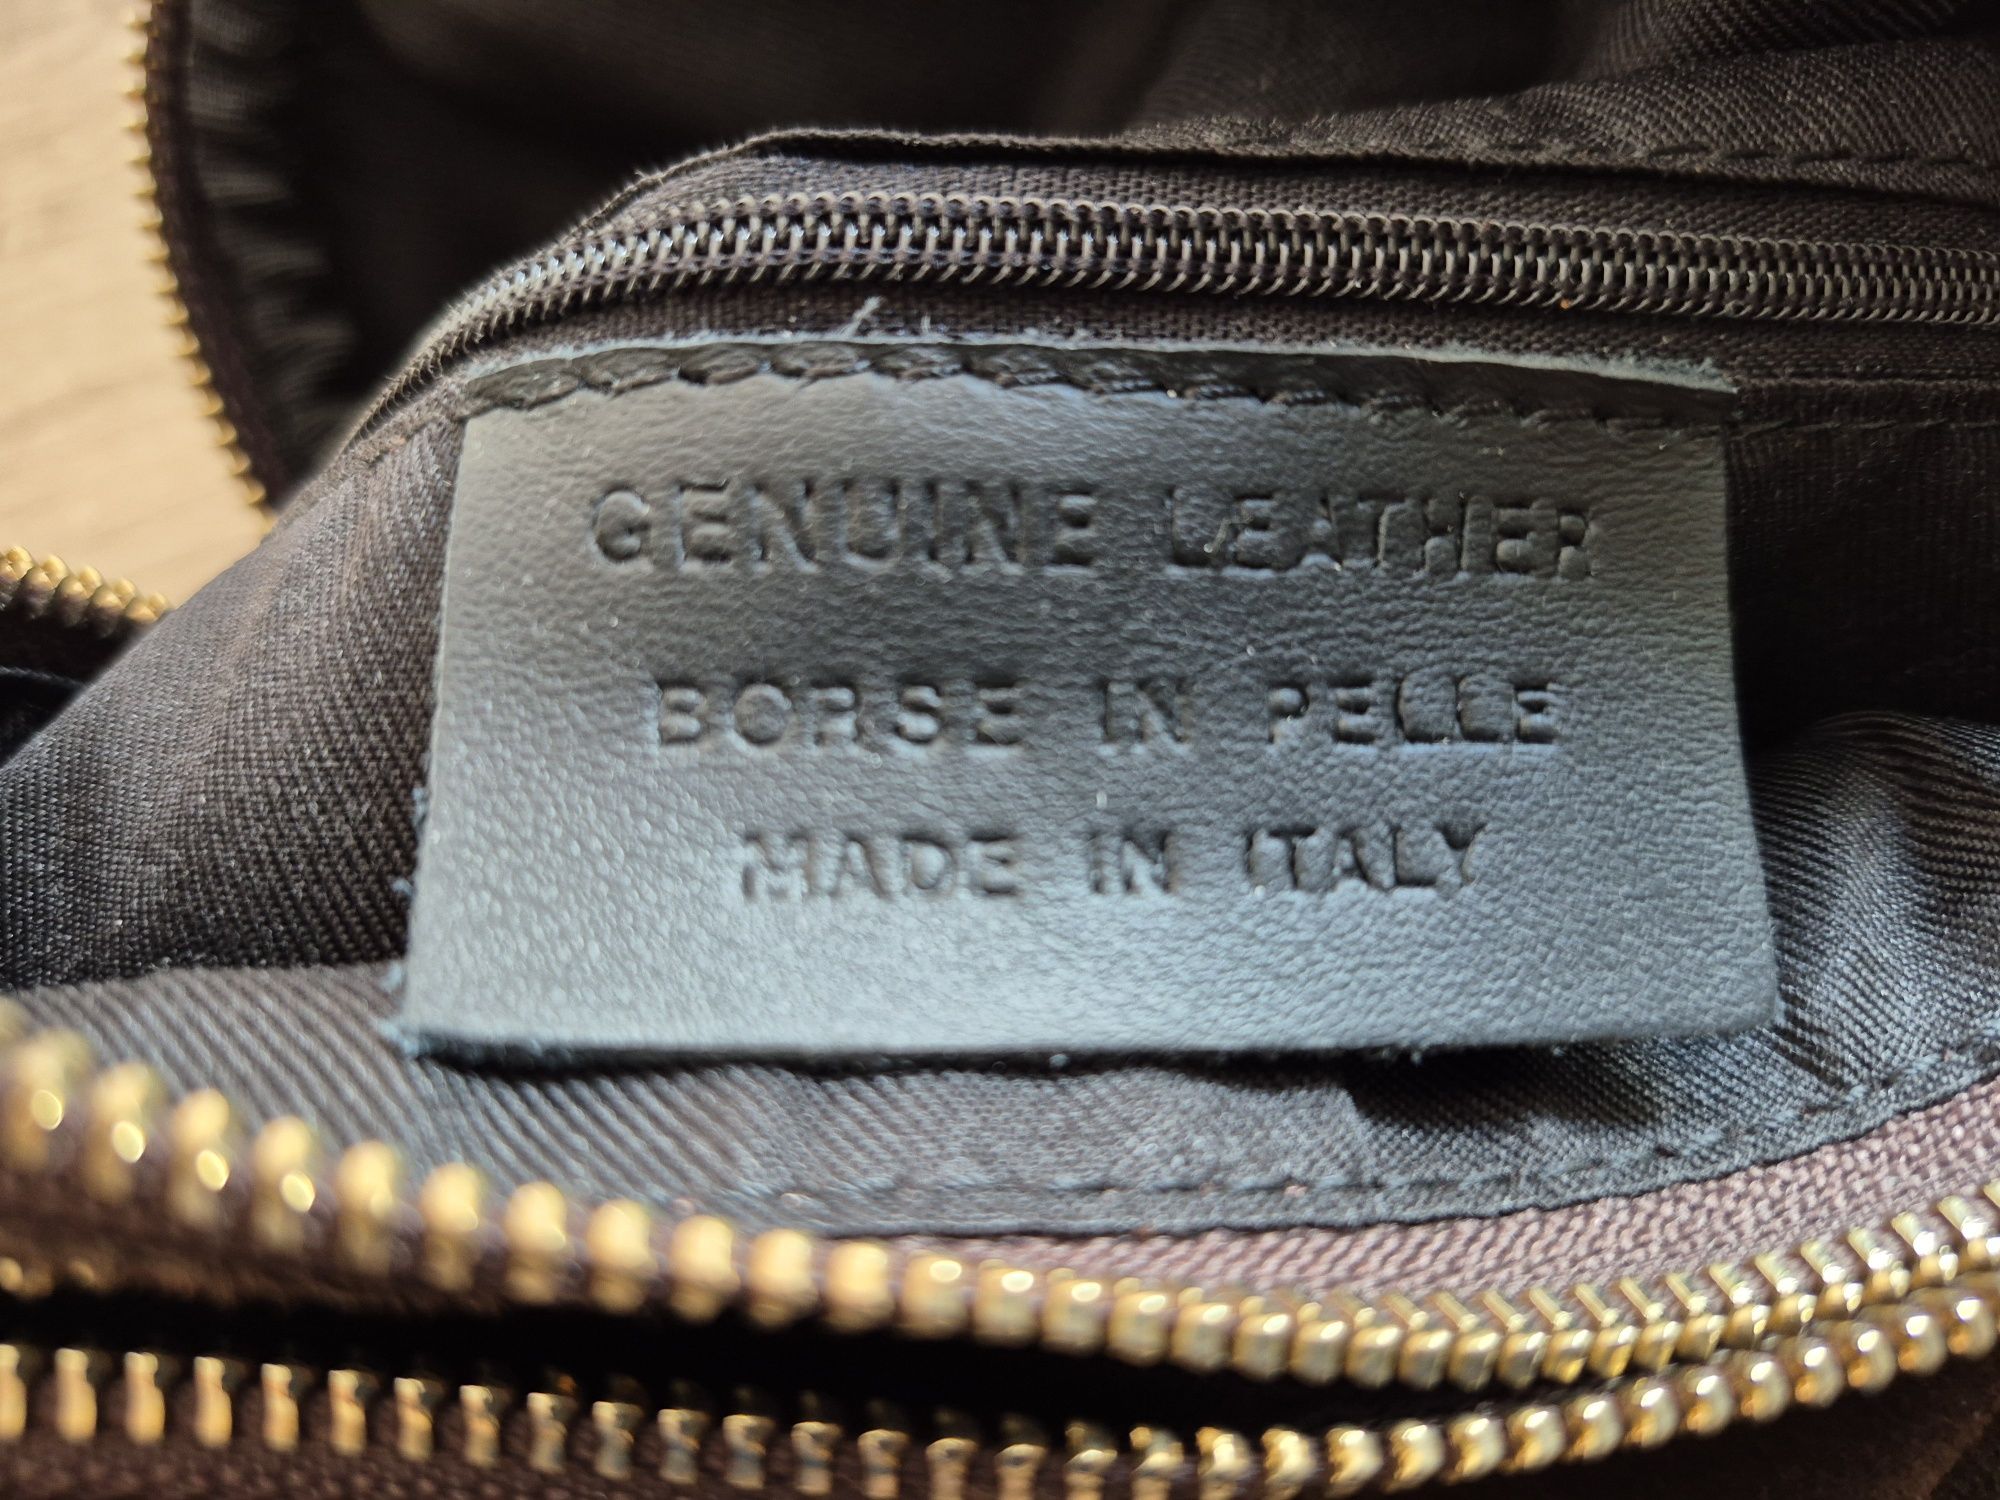 GENUINE LEATHER
BORSE IN PELLE
MADE IN ITALY